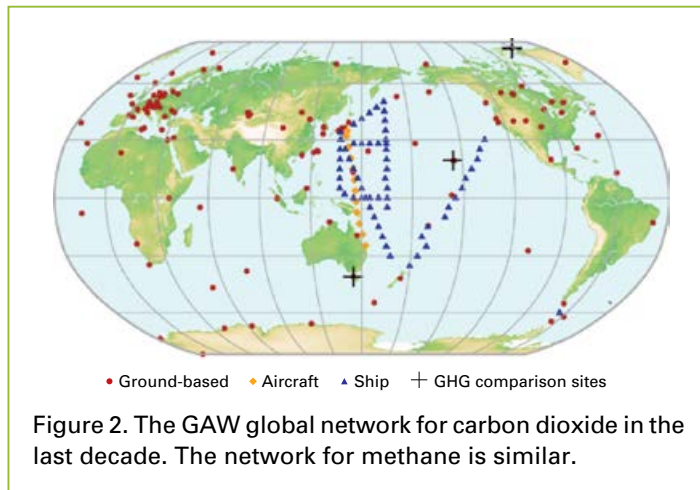 Ground-based Aircraft Ship GHG comparison sites
Figure 2. The GAW global network for carbon dioxide in the
last decade. The network for methane is similar.